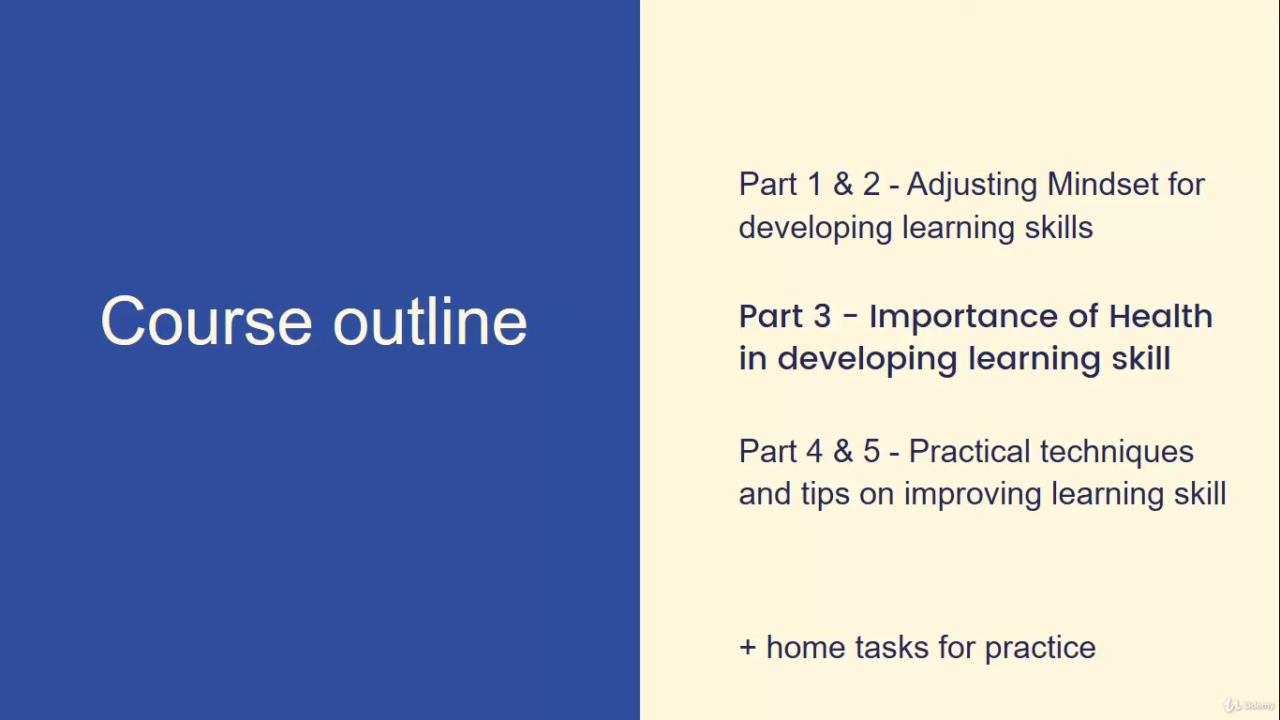 Course outline
Part 1 & 2 - Adjusting Mindset for
developing learning skills
Part 3 - Importance of Health
in developing learning skill
Part 4 & 5 - Practical techniques
and tips on improving learning skill
+ home tasks for practice
Udemy